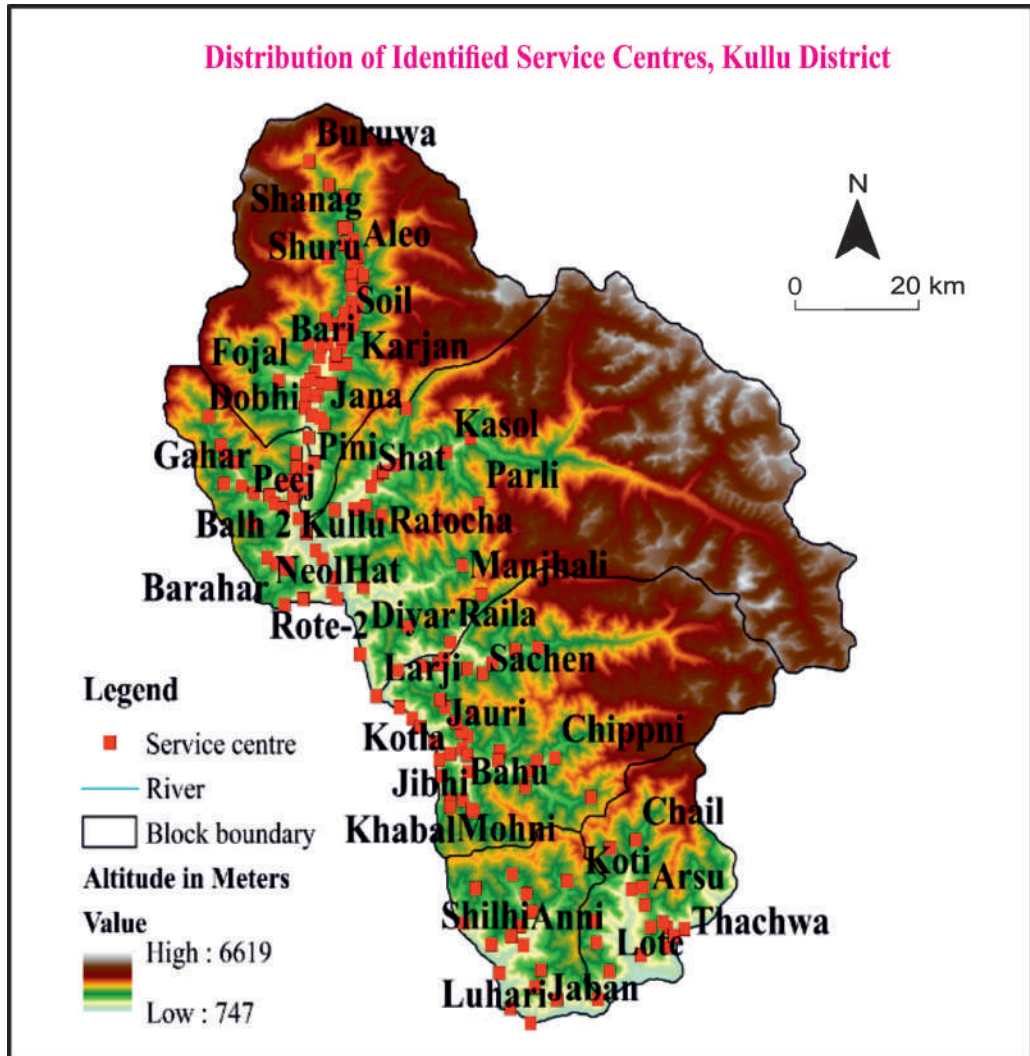 Distribution of Identified Service Centres, Kullu District
Buruwa
N
Shanag
Aleo
Shuru
0 20 km
Soil
Bari
Karjan
Fojal
Dobhi Jana
Kasol
Gahar Pini Shat
Peej Parli
Balh 2 Kullu Ratocha
Neol Hat Manjhali
Barahar
Rote-2 Diyar Raila
Larji Sachen
Legend
Jauri
Service centre
Kotla Chippni
River
Jibhi Bahu
Block boundary
Khabal Mohni Chail
Altitude in Meters
Koti Arsu
Value
Shilhi Anni Thachwa
High : 6619
Lote
Luhari Jaban
Low : 747